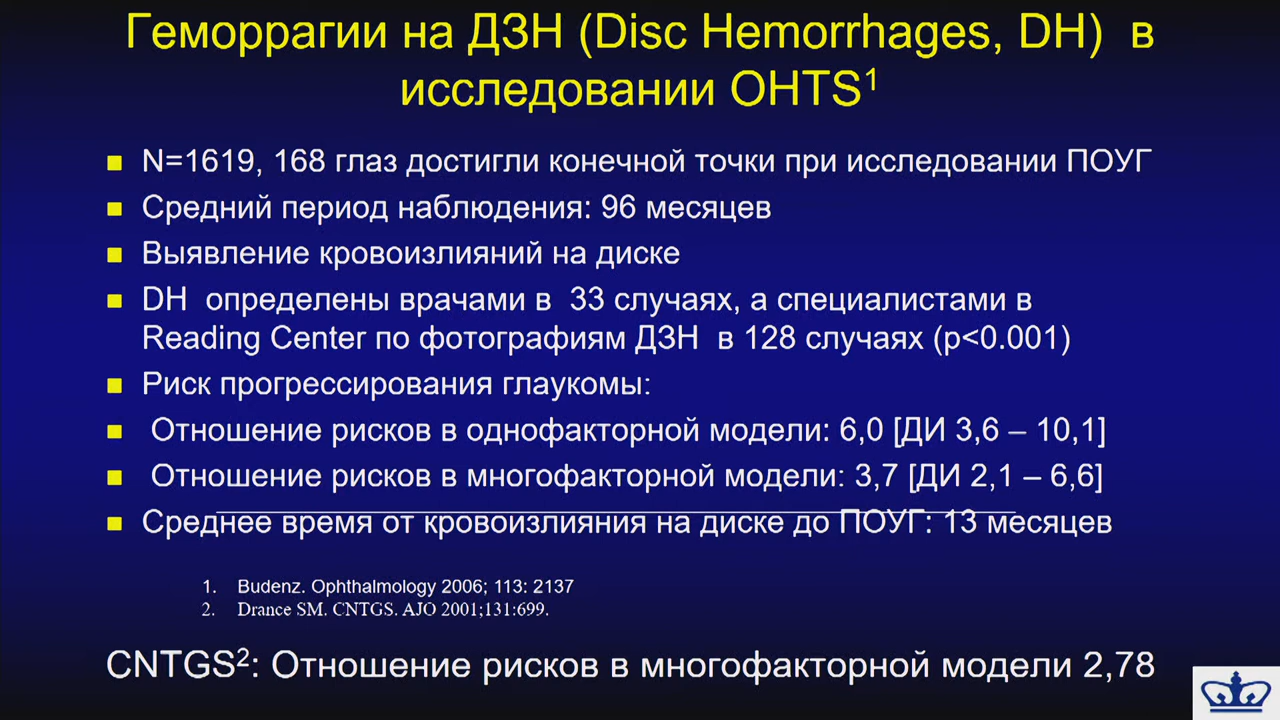 Геморрагии на ДЗН (Disc Hemorrhages, DH) в
исследовании OHTS1
N=1619, 168 глаз достигли конечной точки при исследовании ПОУГ
Средний период наблюдения: 96 месяцев
Выявление кровоизлияний на диске
DH определены врачами в 33 случаях, а специалистами в
Reading Center по фотографиям ДЗН в 128 случаях (p<0.001)
Риск прогрессирования глаукомы:
Отношение рисков в однофакторной модели: 6,0 [ДИ 3,6 – 10,1]
Отношение рисков в многофакторной модели: 3,7 [ДИ 2,1 – 6,6]
Среднее время от кровоизлияния на диске до ПОУГ: 13 месяцев
1. Budenz. Ophthalmology 2006; 113: 2137
2. Drance SM. CNTGS. AJO 2001;131:699.
CNTGS2: Отношение рисков в многофакторной модели 2,78